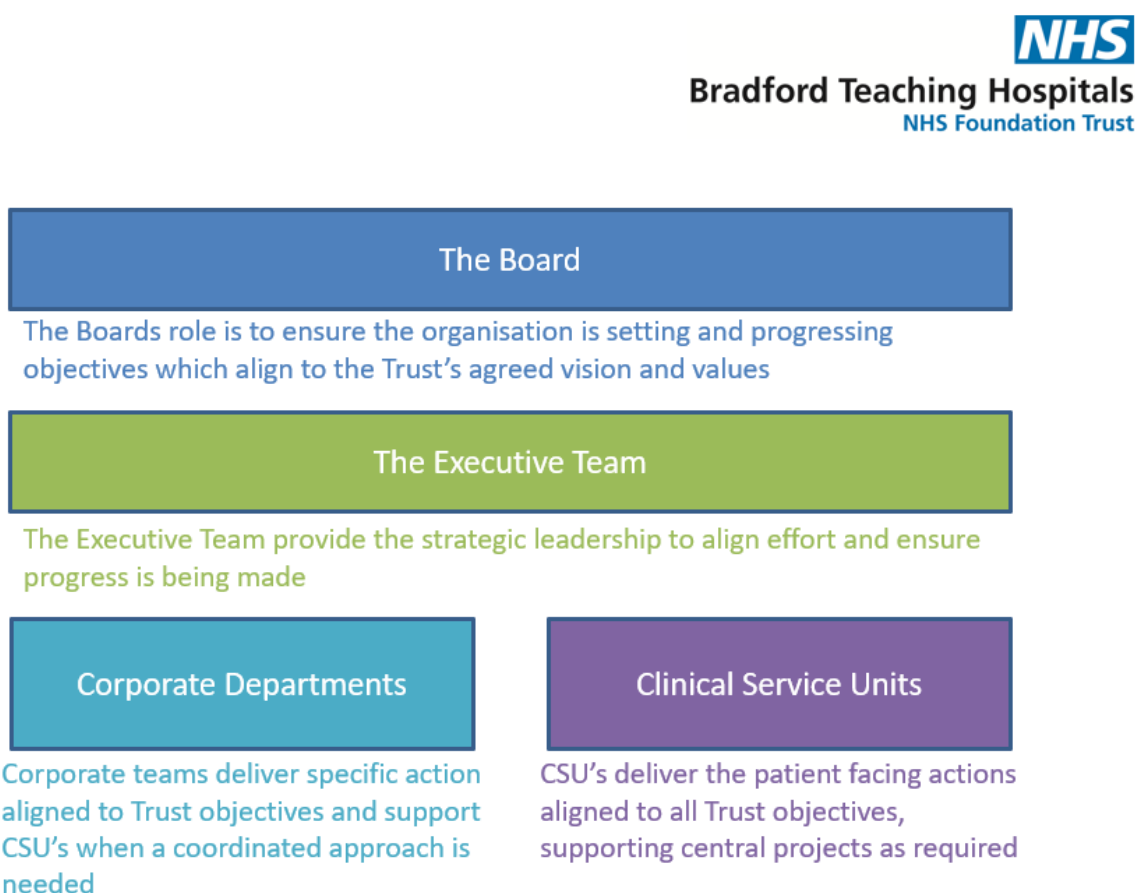 NHS
Bradford Teaching Hospitals
NHS Foundation Trust
The Board
The Boards role is to ensure the organisation is setting and progressing
objectives which align to the Trust's agreed vision and values
The Executive Team
The Executive Team provide the strategic leadership to align effort and ensure
progress is being made
Corporate Departments
Corporate teams deliver specific action
aligned to Trust objectives and support
CSU's when a coordinated approach is
needed
Clinical Service Units
CSU's deliver the patient facing actions
aligned to all Trust objectives,
supporting central projects as required